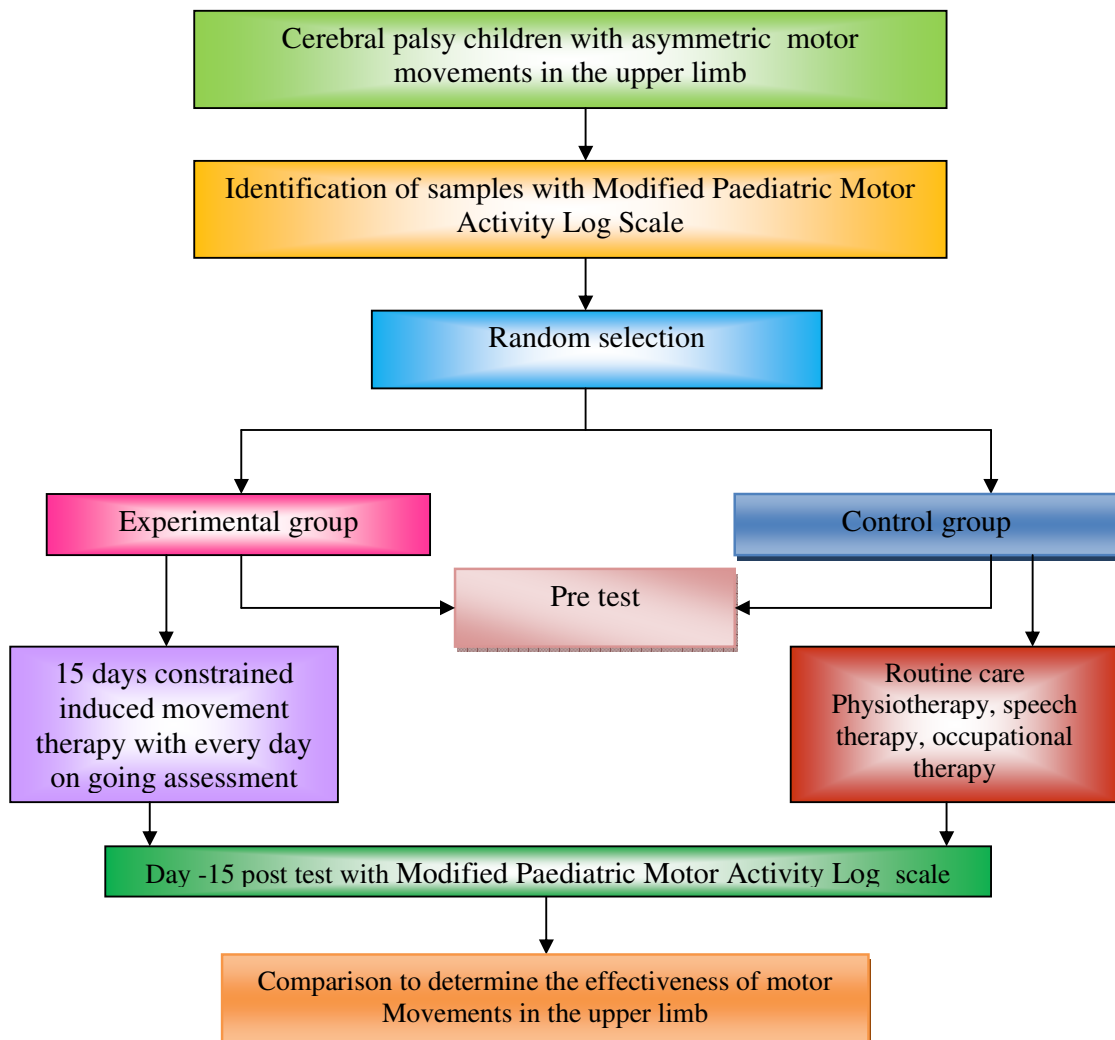 Cerebral palsy children with asymmetric motor
movements in the upper limb
Identification of samples with Modified Paediatric Motor
Activity Log Scale
Random selection
Experimental group
Control group
Pre test
15 days constrained
induced movement
therapy with every day
on going assessment
Routine care
Physiotherapy, speech
therapy, occupational
therapy
Day -15 post test with Modified Paediatric Motor Activity Log scale
Comparison to determine the effectiveness of motor
Movements in the upper limb